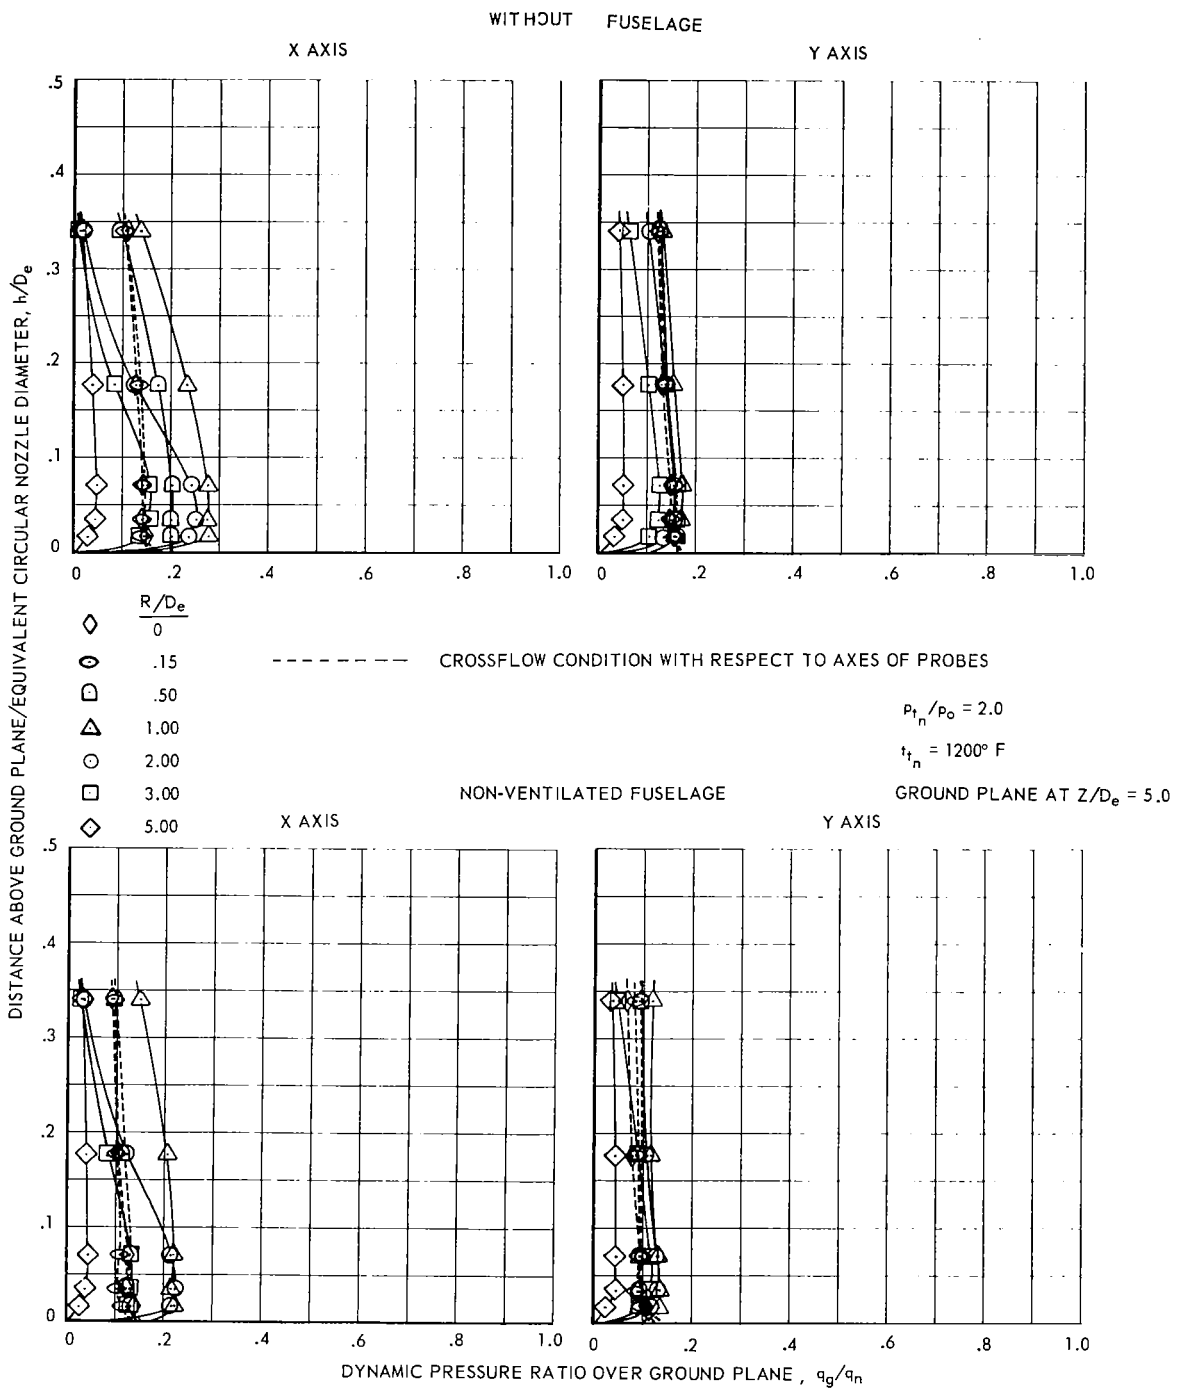 WITHOUT FUSELAGE
X AXIS
Y AXIS
.5
.4
.3
.2
.1
0
0 .2 .4 .6 .8 1.0
0 .2 .4 .6 .8 1.0
DISTANCE ABOVE GROUND PLANE/EQUIVALENT CIRCULAR NOZZLE DIAMETER, h/De
R/De
0
.15
.50
1.00
2.00
3.00
5.00
CROSSFLOW CONDITION WITH RESPECT TO AXES OF PROBES
Ptn/Po = 2.0
ttn = 1200° F
GROUND PLANE AT Z/De = 5.0
NON-VENTILATED FUSELAGE
X AXIS
Y AXIS
.5
.4
.3
.2
.1
0
0 .2 .4 .6 .8 1.0
0 .2 .4 .6 .8 1.0
DYNAMIC PRESSURE RATIO OVER GROUND PLANE , qg/qn